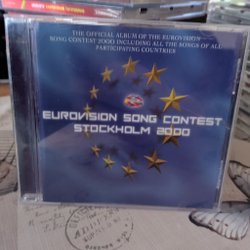 THE OFFICIAL ALBUM OF THE EUROVISION
SONG CONTEST 2000 INCLUDING ALL THE SONGS OF ALL
PARTICIPATING COUNTRIES
EUROVISION SONG CONTEST
STOCKHOLM 2000